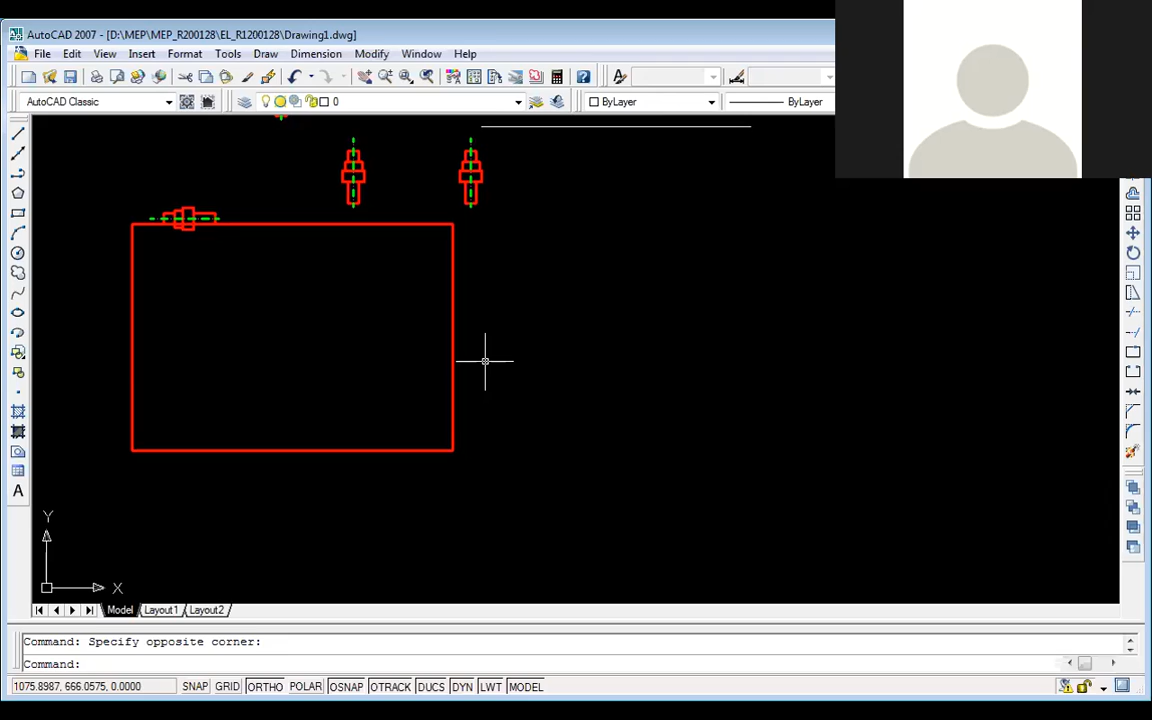 AutoCAD 2007 - [D:\MEP\MEP_R200128\EL_R1200128\Drawing1.dwg]
File Edit View Insert Format Tools Draw Dimension Modify Window Help
AutoCAD Classic 0 ByLayer ByLayer
A
Y
X
Model Layout1 Layout2
Command: Specify opposite corner:
Command:
1075.8987, 666.0575, 0.0000 SNAP GRID ORTHO POLAR OSNAP OTRACK DUCS DYN LWT MODEL